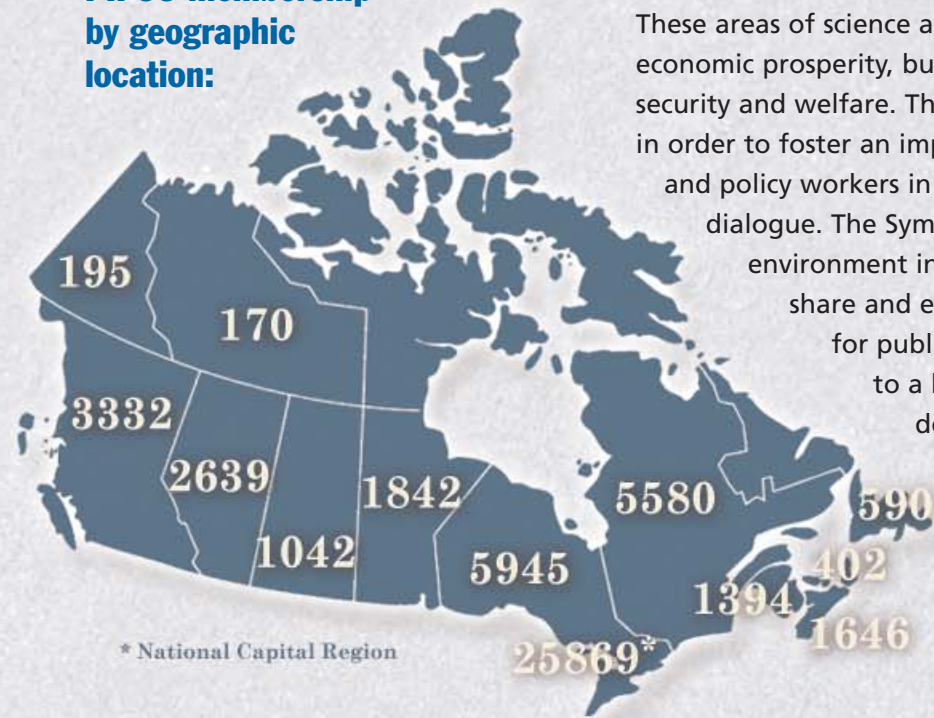 by geographic
location:
These areas of science a
economic prosperity, bu
security and welfare. Th
in order to foster an imp
and policy workers in
dialogue. The Sym
environment in
share and e
for publ
to a
de
195
170
3332
2639
1042
1842
5945
5580
590
402
1394
1646
25869*
* National Capital Region